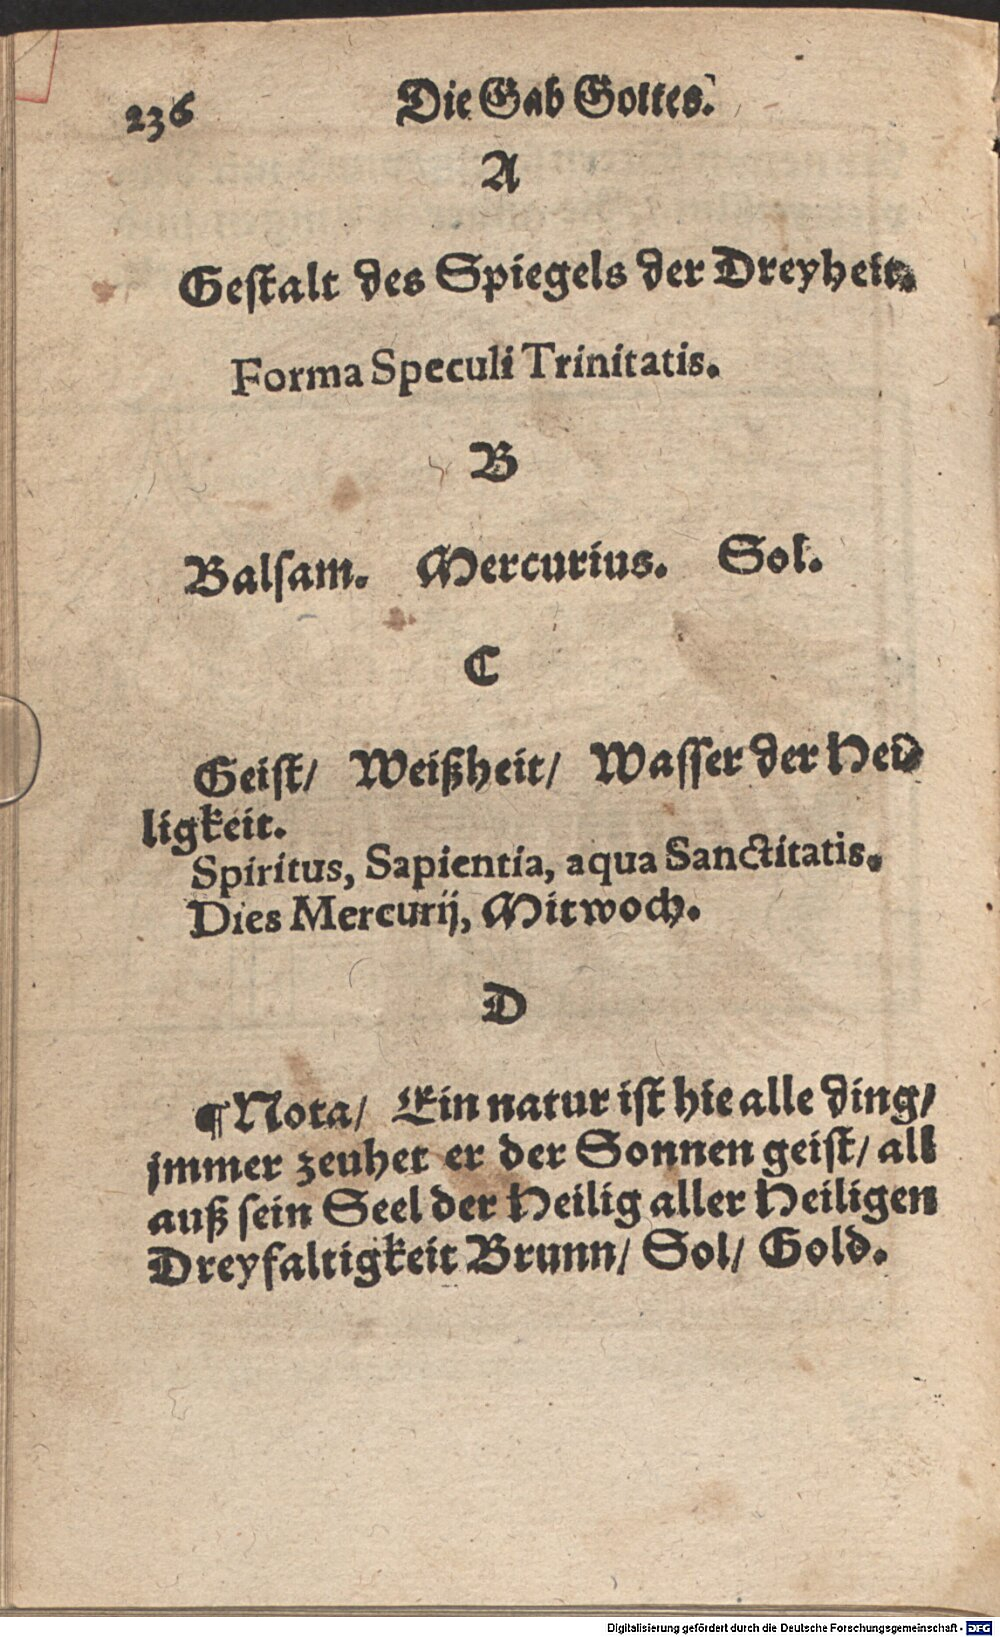 236 Die Gab Gottes.
A
Geſtalt des Spiegels der Dreyheit.
Forma Speculi Trinitatis.
B
Balſam. Mercurius. Sol.
C
Geiſt/ Weißheit/ Waſſer der Hei⸗
ligkeit.
Spiritus, Sapientia, aqua Sanctitatis.
Dies Mercurij, Mitwoch.
D
¶ Nota/ Ein natur iſt hie alle ding/
jmmer zeuhet er der Sonnen geiſt/ all
auß ſein Seel der Heilig aller Heiligen
Dreyfaltigkeit Brunn/ Sol/ Gold.
Digitalisierung gefördert durch die Deutsche Forschungsgemeinschaft - DFG